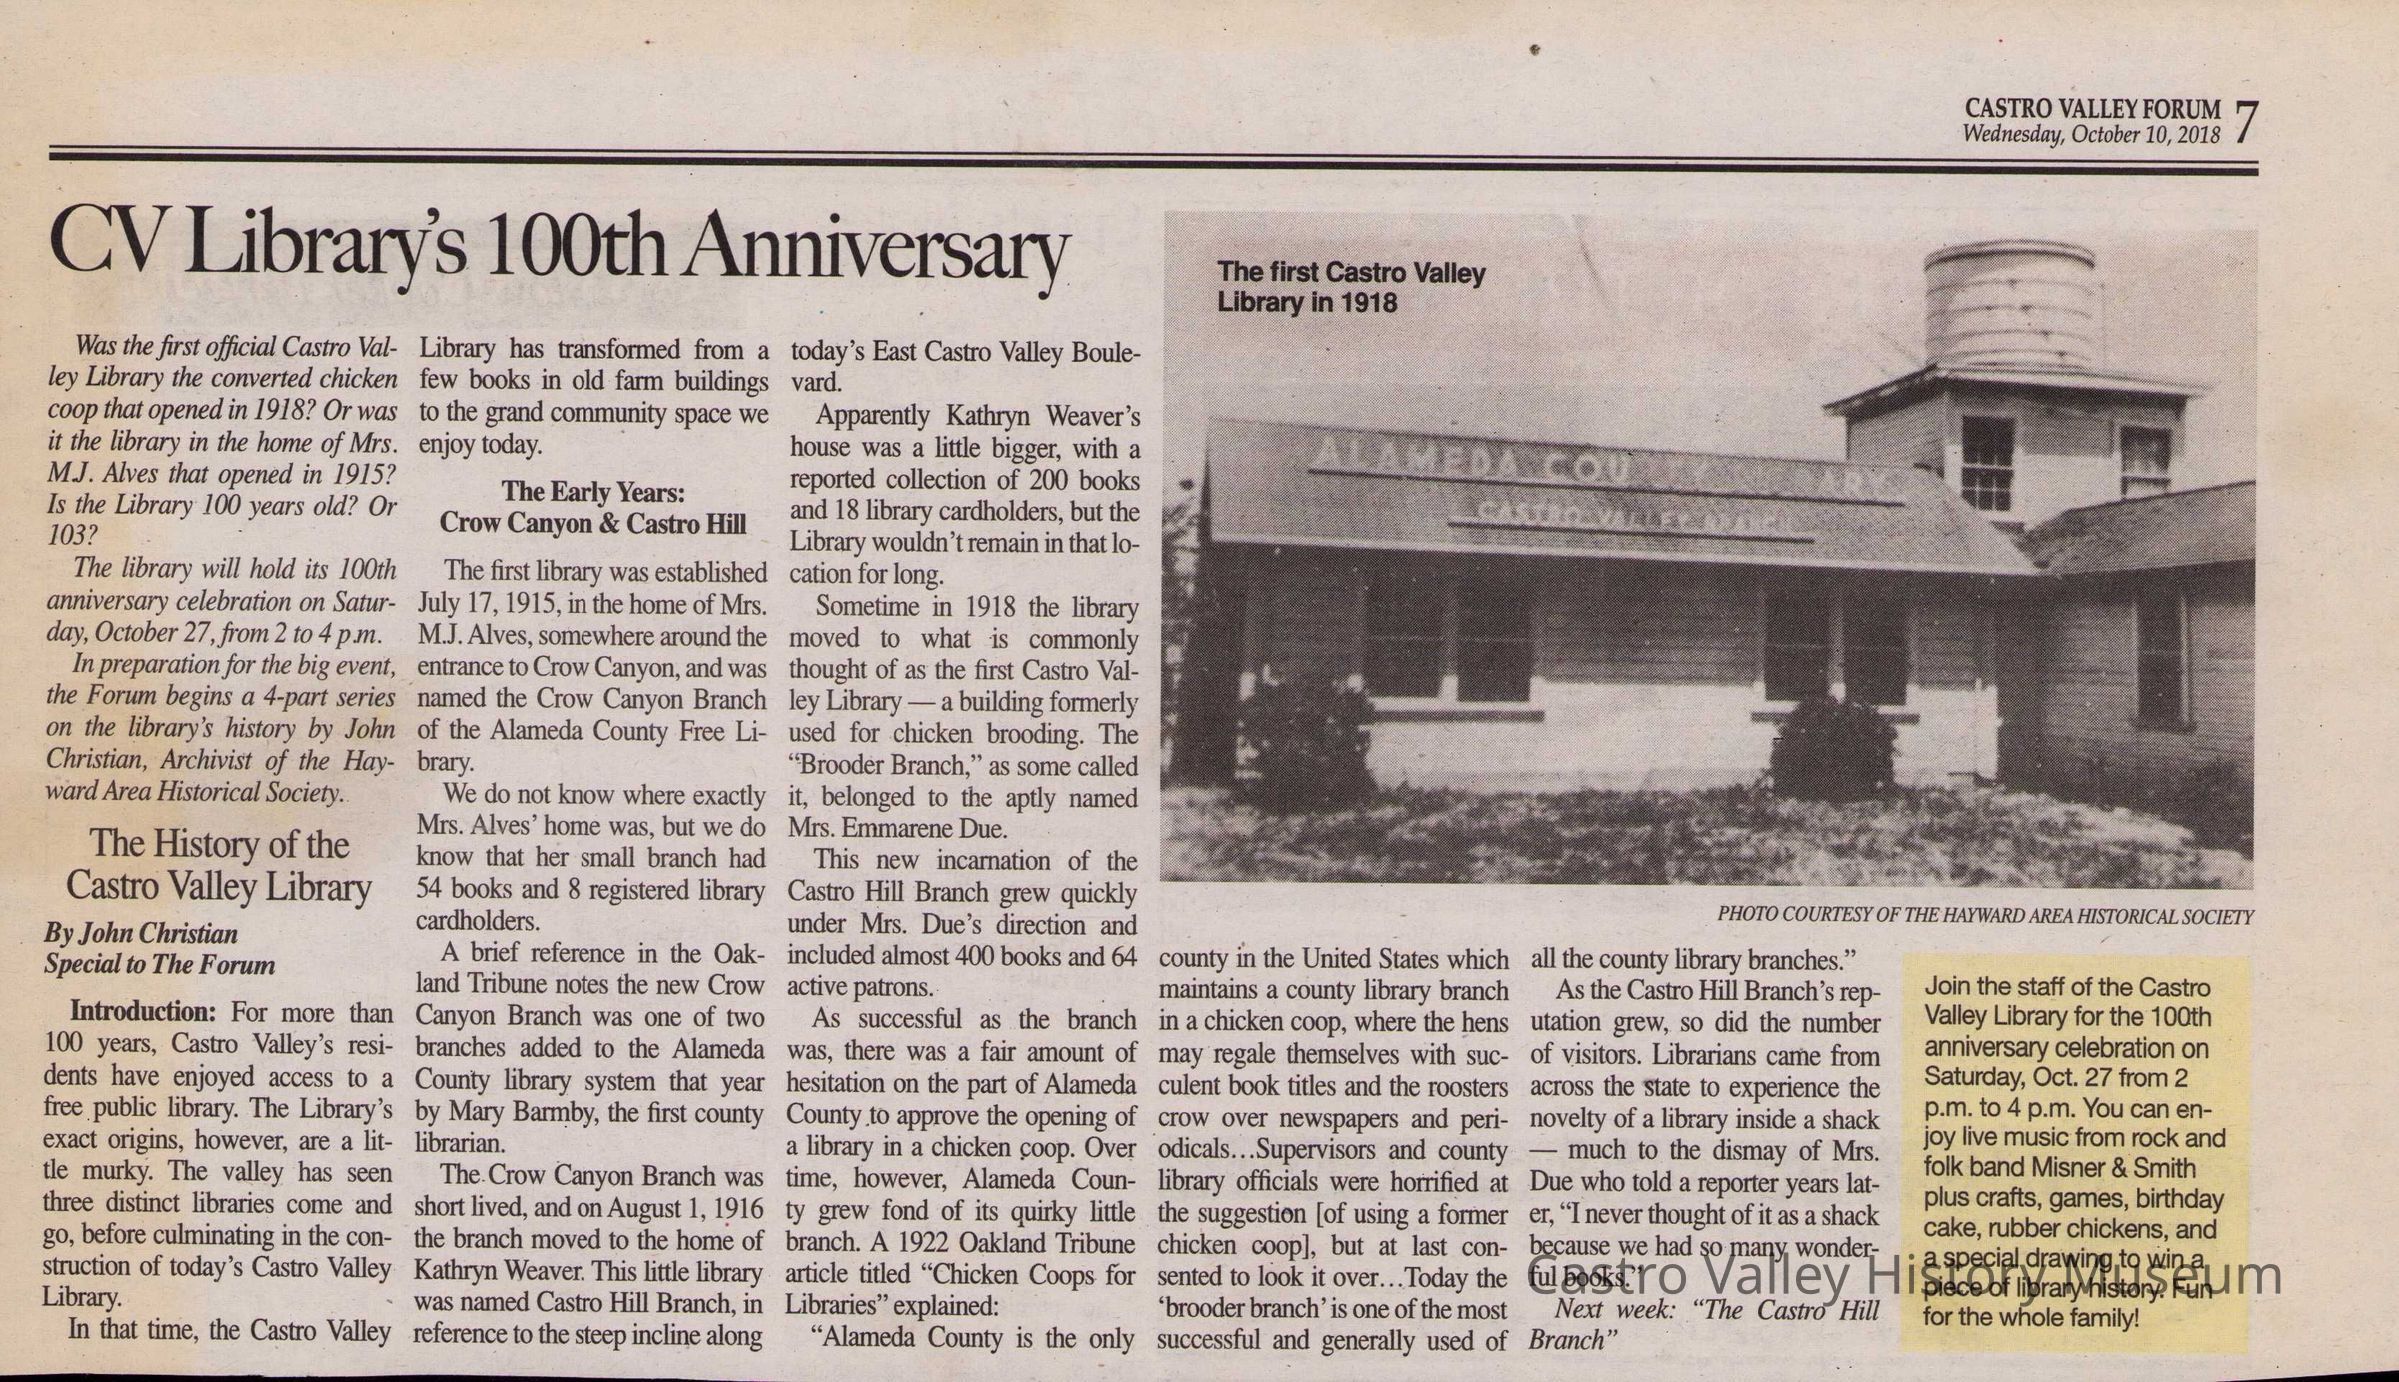 CASTRO VALLEY FORUM 7
Wednesday, October 10, 2018
CV Library's 100th Anniversary
Was the first official Castro Val-
ley Library the converted chicken
coop that opened in 1918? Or was
it the library in the home of Mrs.
M.J. Alves that opened in 1915?
Is the Library 100 years old? Or
103?
The library will hold its 100th
anniversary celebration on Satur-
day, October 27, from 2 to 4 p.m.
In preparation for the big event,
the Forum begins a 4-part series
on the library's history by John
Christian, Archivist of the Hay-
ward Area Historical Society.
The History of the
Castro Valley Library
By John Christian
Special to The Forum
Introduction: For more than
100 years, Castro Valley's resi-
dents have enjoyed access to a
free public library. The Library's
exact origins, however, are a lit-
tle murky. The valley has seen
three distinct libraries come and
go, before culminating in the con-
struction of today's Castro Valley
Library.
In that time, the Castro Valley
Library has transformed from a
few books in old farm buildings
to the grand community space we
enjoy today.
The Early Years:
Crow Canyon & Castro Hill
The first library was established
July 17, 1915, in the home of Mrs.
M.J. Alves, somewhere around the
entrance to Crow Canyon, and was
named the Crow Canyon Branch
of the Alameda County Free Li-
brary.
We do not know where exactly
Mrs. Alves' home was, but we do
know that her small branch had
54 books and 8 registered library
cardholders.
A brief reference in the Oak-
land Tribune notes the new Crow
Canyon Branch was one of two
branches added to the Alameda
County library system that year
by Mary Barmby, the first county
librarian.
The Crow Canyon Branch was
short lived, and on August 1, 1916
the branch moved to the home of
Kathryn Weaver. This little library
was named Castro Hill Branch, in
reference to the steep incline along
today's East Castro Valley Boule-
vard.
Apparently Kathryn Weaver's
house was a little bigger, with a
reported collection of 200 books
and 18 library cardholders, but the
Library wouldn't remain in that lo-
cation for long.
Sometime in 1918 the library
moved to what is commonly
thought of as the first Castro Val-
ley Library — a building formerly
used for chicken brooding. The
“Brooder Branch,” as some called
it, belonged to the aptly named
Mrs. Emmarene Due.
This new incarnation of the
Castro Hill Branch grew quickly
under Mrs. Due's direction and
included almost 400 books and 64
active patrons.
As successful as the branch
was, there was a fair amount of
hesitation on the part of Alameda
County to approve the opening of
a library in a chicken coop. Over
time, however, Alameda Coun-
ty grew fond of its quirky little
branch. A 1922 Oakland Tribune
article titled “Chicken Coops for
Libraries” explained:
“Alameda County is the only
The first Castro Valley
Library in 1918
ALAMEDA COUNTY LIBRARY
CASTRO VALLEY BRANCH
PHOTO COURTESY OF THE HAYWARD AREA HISTORICAL SOCIETY
county in the United States which
maintains a county library branch
in a chicken coop, where the hens
may regale themselves with suc-
culent book titles and the roosters
crow over newspapers and peri-
odicals…Supervisors and county
library officials were horrified at
the suggestion [of using a former
chicken coop], but at last con-
sented to look it over…Today the
‘brooder branch’ is one of the most
successful and generally used of
all the county library branches.”
As the Castro Hill Branch's rep-
utation grew, so did the number
of visitors. Librarians came from
across the state to experience the
novelty of a library inside a shack
— much to the dismay of Mrs.
Due who told a reporter years lat-
er, “I never thought of it as a shack
because we had so many wonder-
ful books.”
Next week: “The Castro Hill
Branch”
Join the staff of the Castro
Valley Library for the 100th
anniversary celebration on
Saturday, Oct. 27 from 2
p.m. to 4 p.m. You can en-
joy live music from rock and
folk band Misner & Smith
plus crafts, games, birthday
cake, rubber chickens, and
a special drawing to win a
piece of library history. Fun
for the whole family!
Castro Valley History Museum